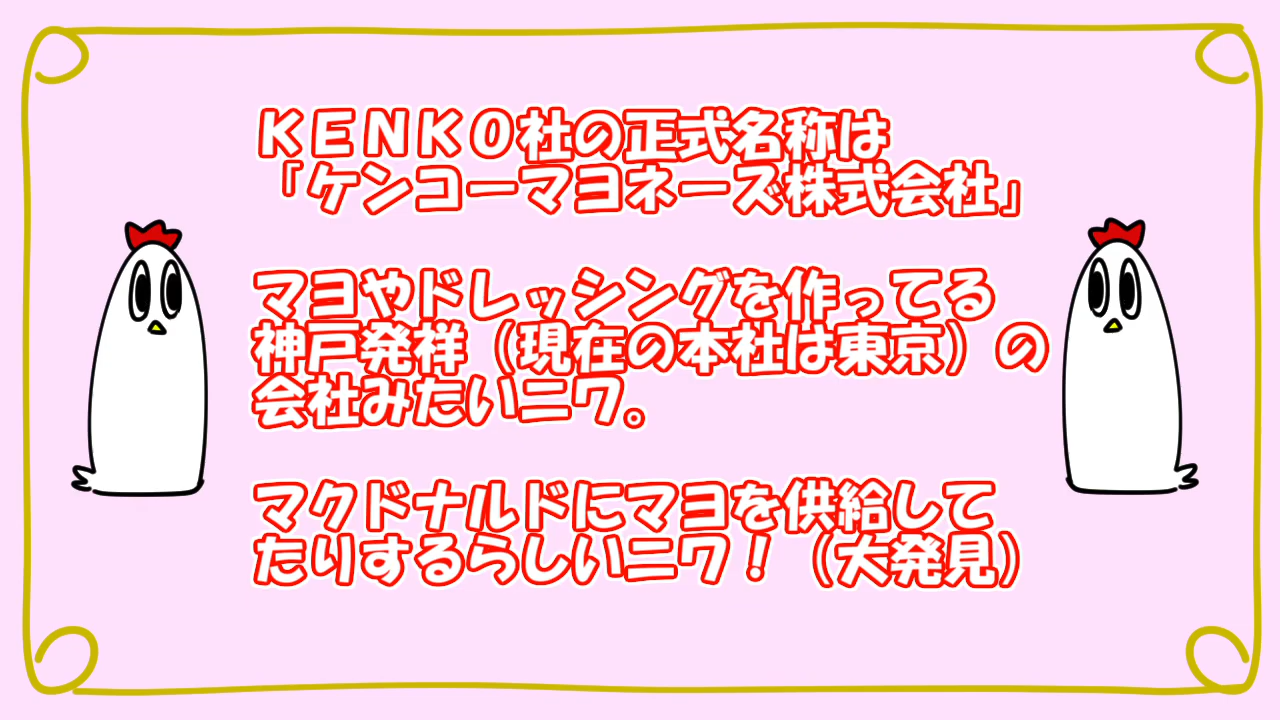 ＫＥＮＫＯ社の正式名称は
「ケンコーマヨネーズ株式会社」
マヨやドレッシングを作ってる
神戸発祥（現在の本社は東京）の
会社みたいニワ。
マクドナルドにマヨを供給して
たりするらしいニワ！（大発見）